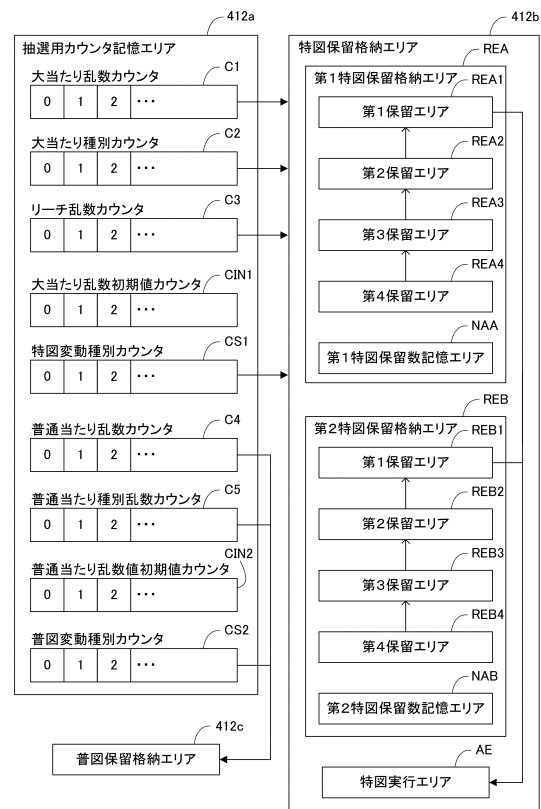 412a
抽選用カウンタ記憶エリア
大当たり乱数カウンタ
C1
0 1 2 ･･･
大当たり種別カウンタ
C2
0 1 2 ･･･
リーチ乱数カウンタ
C3
0 1 2 ･･･
大当たり乱数初期値カウンタ
CIN1
0 1 2 ･･･
特図変動種別カウンタ
CS1
0 1 2 ･･･
普通当たり乱数カウンタ
C4
0 1 2 ･･･
普通当たり種別乱数カウンタ
C5
0 1 2 ･･･
普通当たり乱数値初期値カウンタ
CIN2
0 1 2 ･･･
普図変動種別カウンタ
CS2
0 1 2 ･･･
412c
普図保留格納エリア
412b
特図保留格納エリア
REA
第1特図保留格納エリア
REA1
第1保留エリア
REA2
第2保留エリア
REA3
第3保留エリア
REA4
第4保留エリア
NAA
第1特図保留数記憶エリア
REB
第2特図保留格納エリア
REB1
第1保留エリア
REB2
第2保留エリア
REB3
第3保留エリア
REB4
第4保留エリア
NAB
第2特図保留数記憶エリア
AE
特図実行エリア